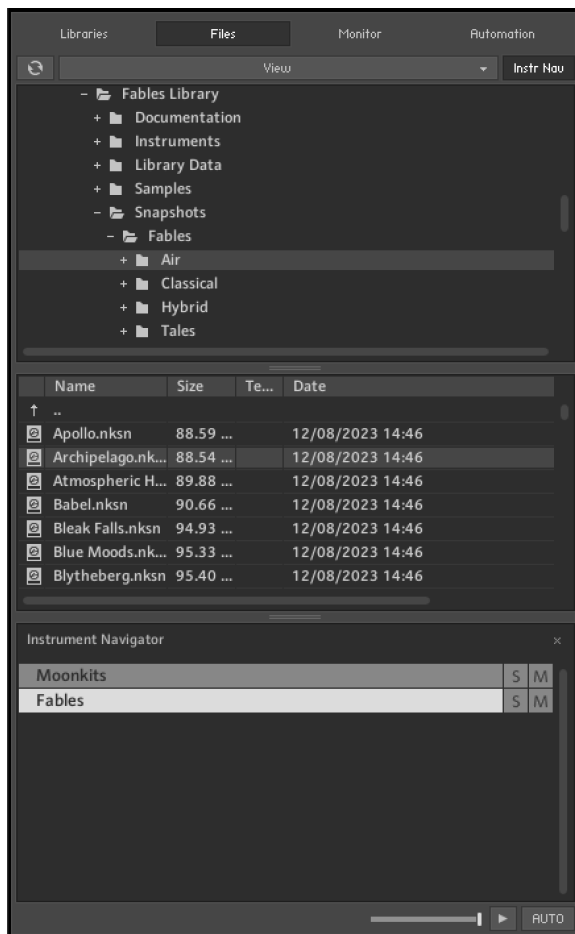 Libraries Files Monitor Automation
View Instr Nav
− Fables Library
+ Documentation
+ Instruments
+ Library Data
+ Samples
− Snapshots
− Fables
+ Air
+ Classical
+ Hybrid
+ Tales
Name Size Te... Date
↑ ..
Apollo.nksn 88.59 ... 12/08/2023 14:46
Archipelago.nk... 88.54 ... 12/08/2023 14:46
Atmospheric H... 89.88 ... 12/08/2023 14:46
Babel.nksn 90.66 ... 12/08/2023 14:46
Bleak Falls.nksn 94.93 ... 12/08/2023 14:46
Blue Moods.nk... 95.33 ... 12/08/2023 14:46
Blytheberg.nksn 95.40 ... 12/08/2023 14:46
Instrument Navigator ×
Moonkits S M
Fables S M
AUTO